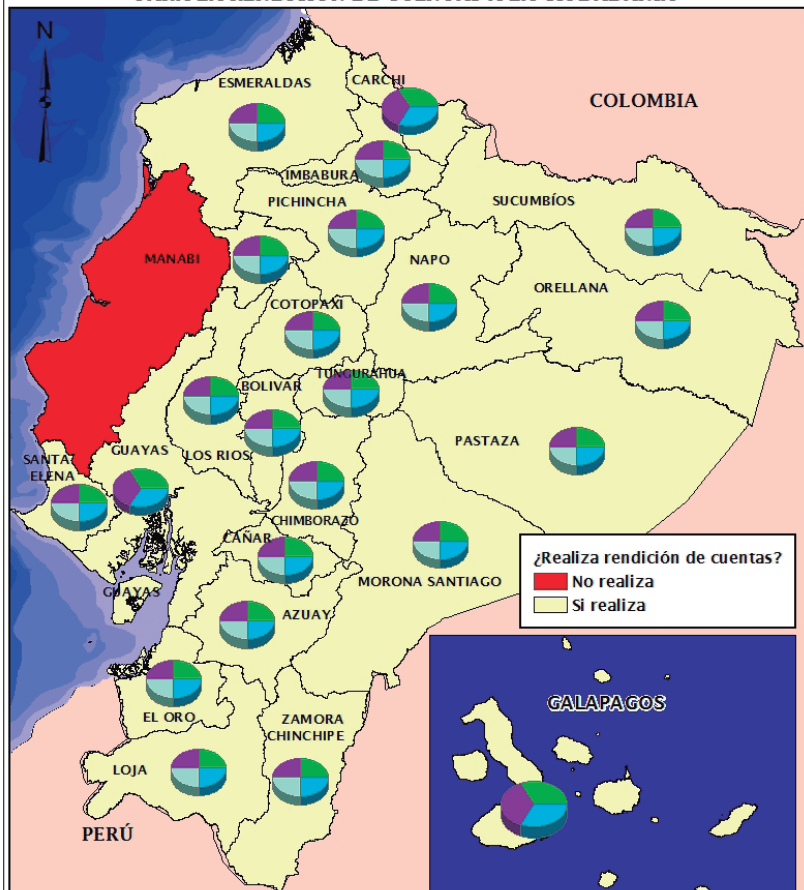 N
ESMERALDAS
CARCHI
COLOMBIA
IMBABURA
PICHINCHA
SUCUMBÍOS
MANABI
NAPO
ORELLANA
COTOPAXI
TUNGURAHUA
BOLIVAR
PASTAZA
GUAYAS
LOS RIOS
SANTA
ELENA
CHIMBORAZO
CAÑAR
MORONA SANTIAGO
GUAYAS
AZUAY
¿Realiza rendición de cuentas?
No realiza
Si realiza
EL ORO
ZAMORA
CHINCHIPE
LOJA
PERÚ
GALAPAGOS